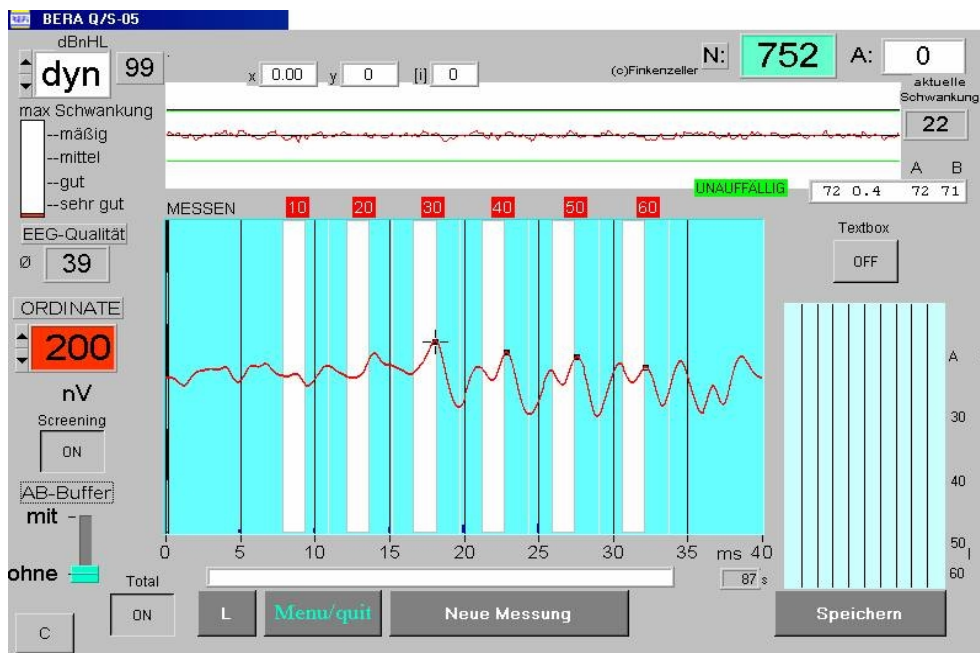 BERA Q/S-05
dBnHL
dyn 99
x 0.00 y 0 [i] 0
(c)Finkenzeller N: 752 A: 0
aktuelle
Schwankung
22
max Schwankung
--mäßig
--mittel
--gut
--sehr gut
A B
UNAUFFÄLLIG 72 0.4 72 71
MESSEN 10 20 30 40 50 60
EEG-Qualität
Ø 39
Textbox
OFF
ORDINATE
200
nV
Screening
ON
AB-Buffer
mit
ohne
A
30
40
50
I
60
0 5 10 15 20 25 30 35 ms 40
87 s
Total
ON
L Menu/quit Neue Messung Speichern
C